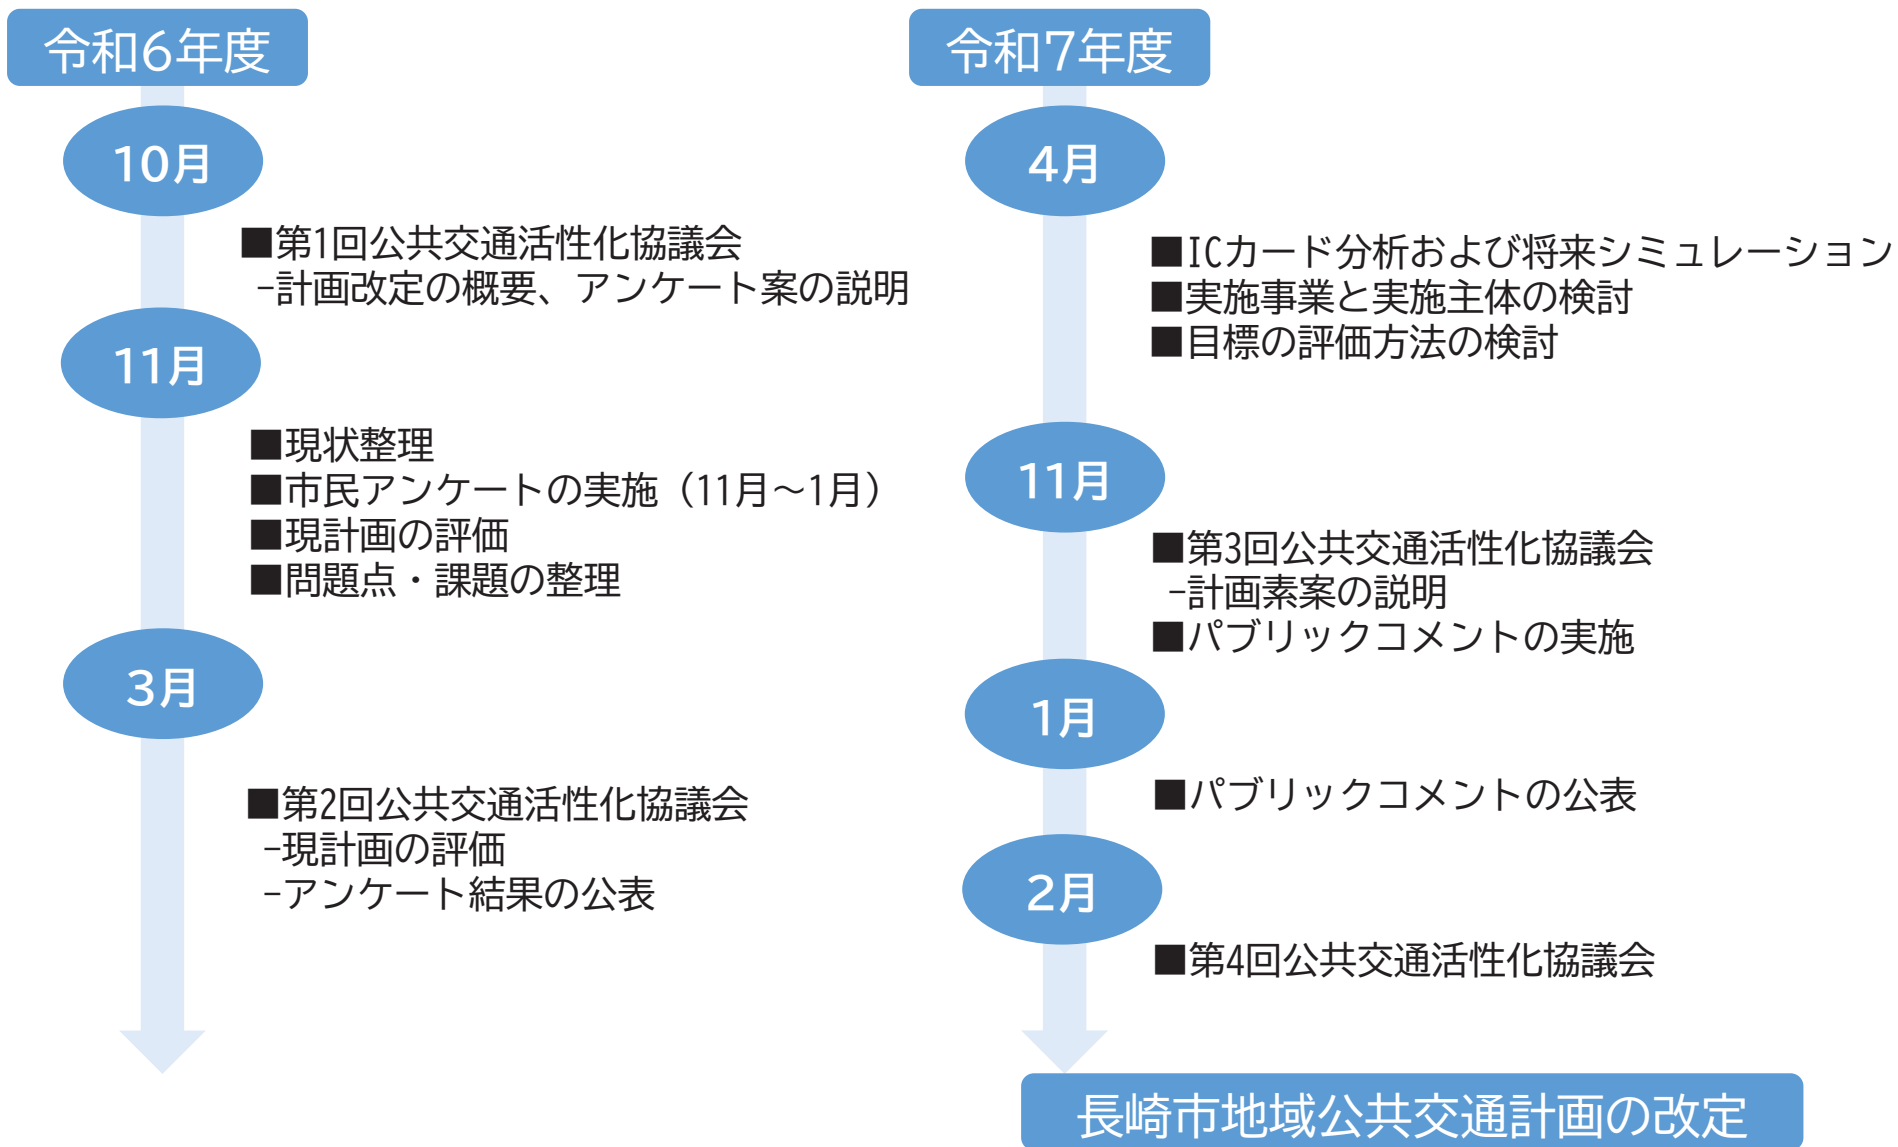 令和6年度
10月
■第1回公共交通活性化協議会
-計画改定の概要、アンケート案の説明
11月
■現状整理
■市民アンケートの実施（11月～1月）
■現計画の評価
■問題点・課題の整理
3月
■第2回公共交通活性化協議会
-現計画の評価
-アンケート結果の公表
令和7年度
4月
■ICカード分析および将来シミュレーション
■実施事業と実施主体の検討
■目標の評価方法の検討
11月
■第3回公共交通活性化協議会
-計画素案の説明
■パブリックコメントの実施
1月
■パブリックコメントの公表
2月
■第4回公共交通活性化協議会
長崎市地域公共交通計画の改定